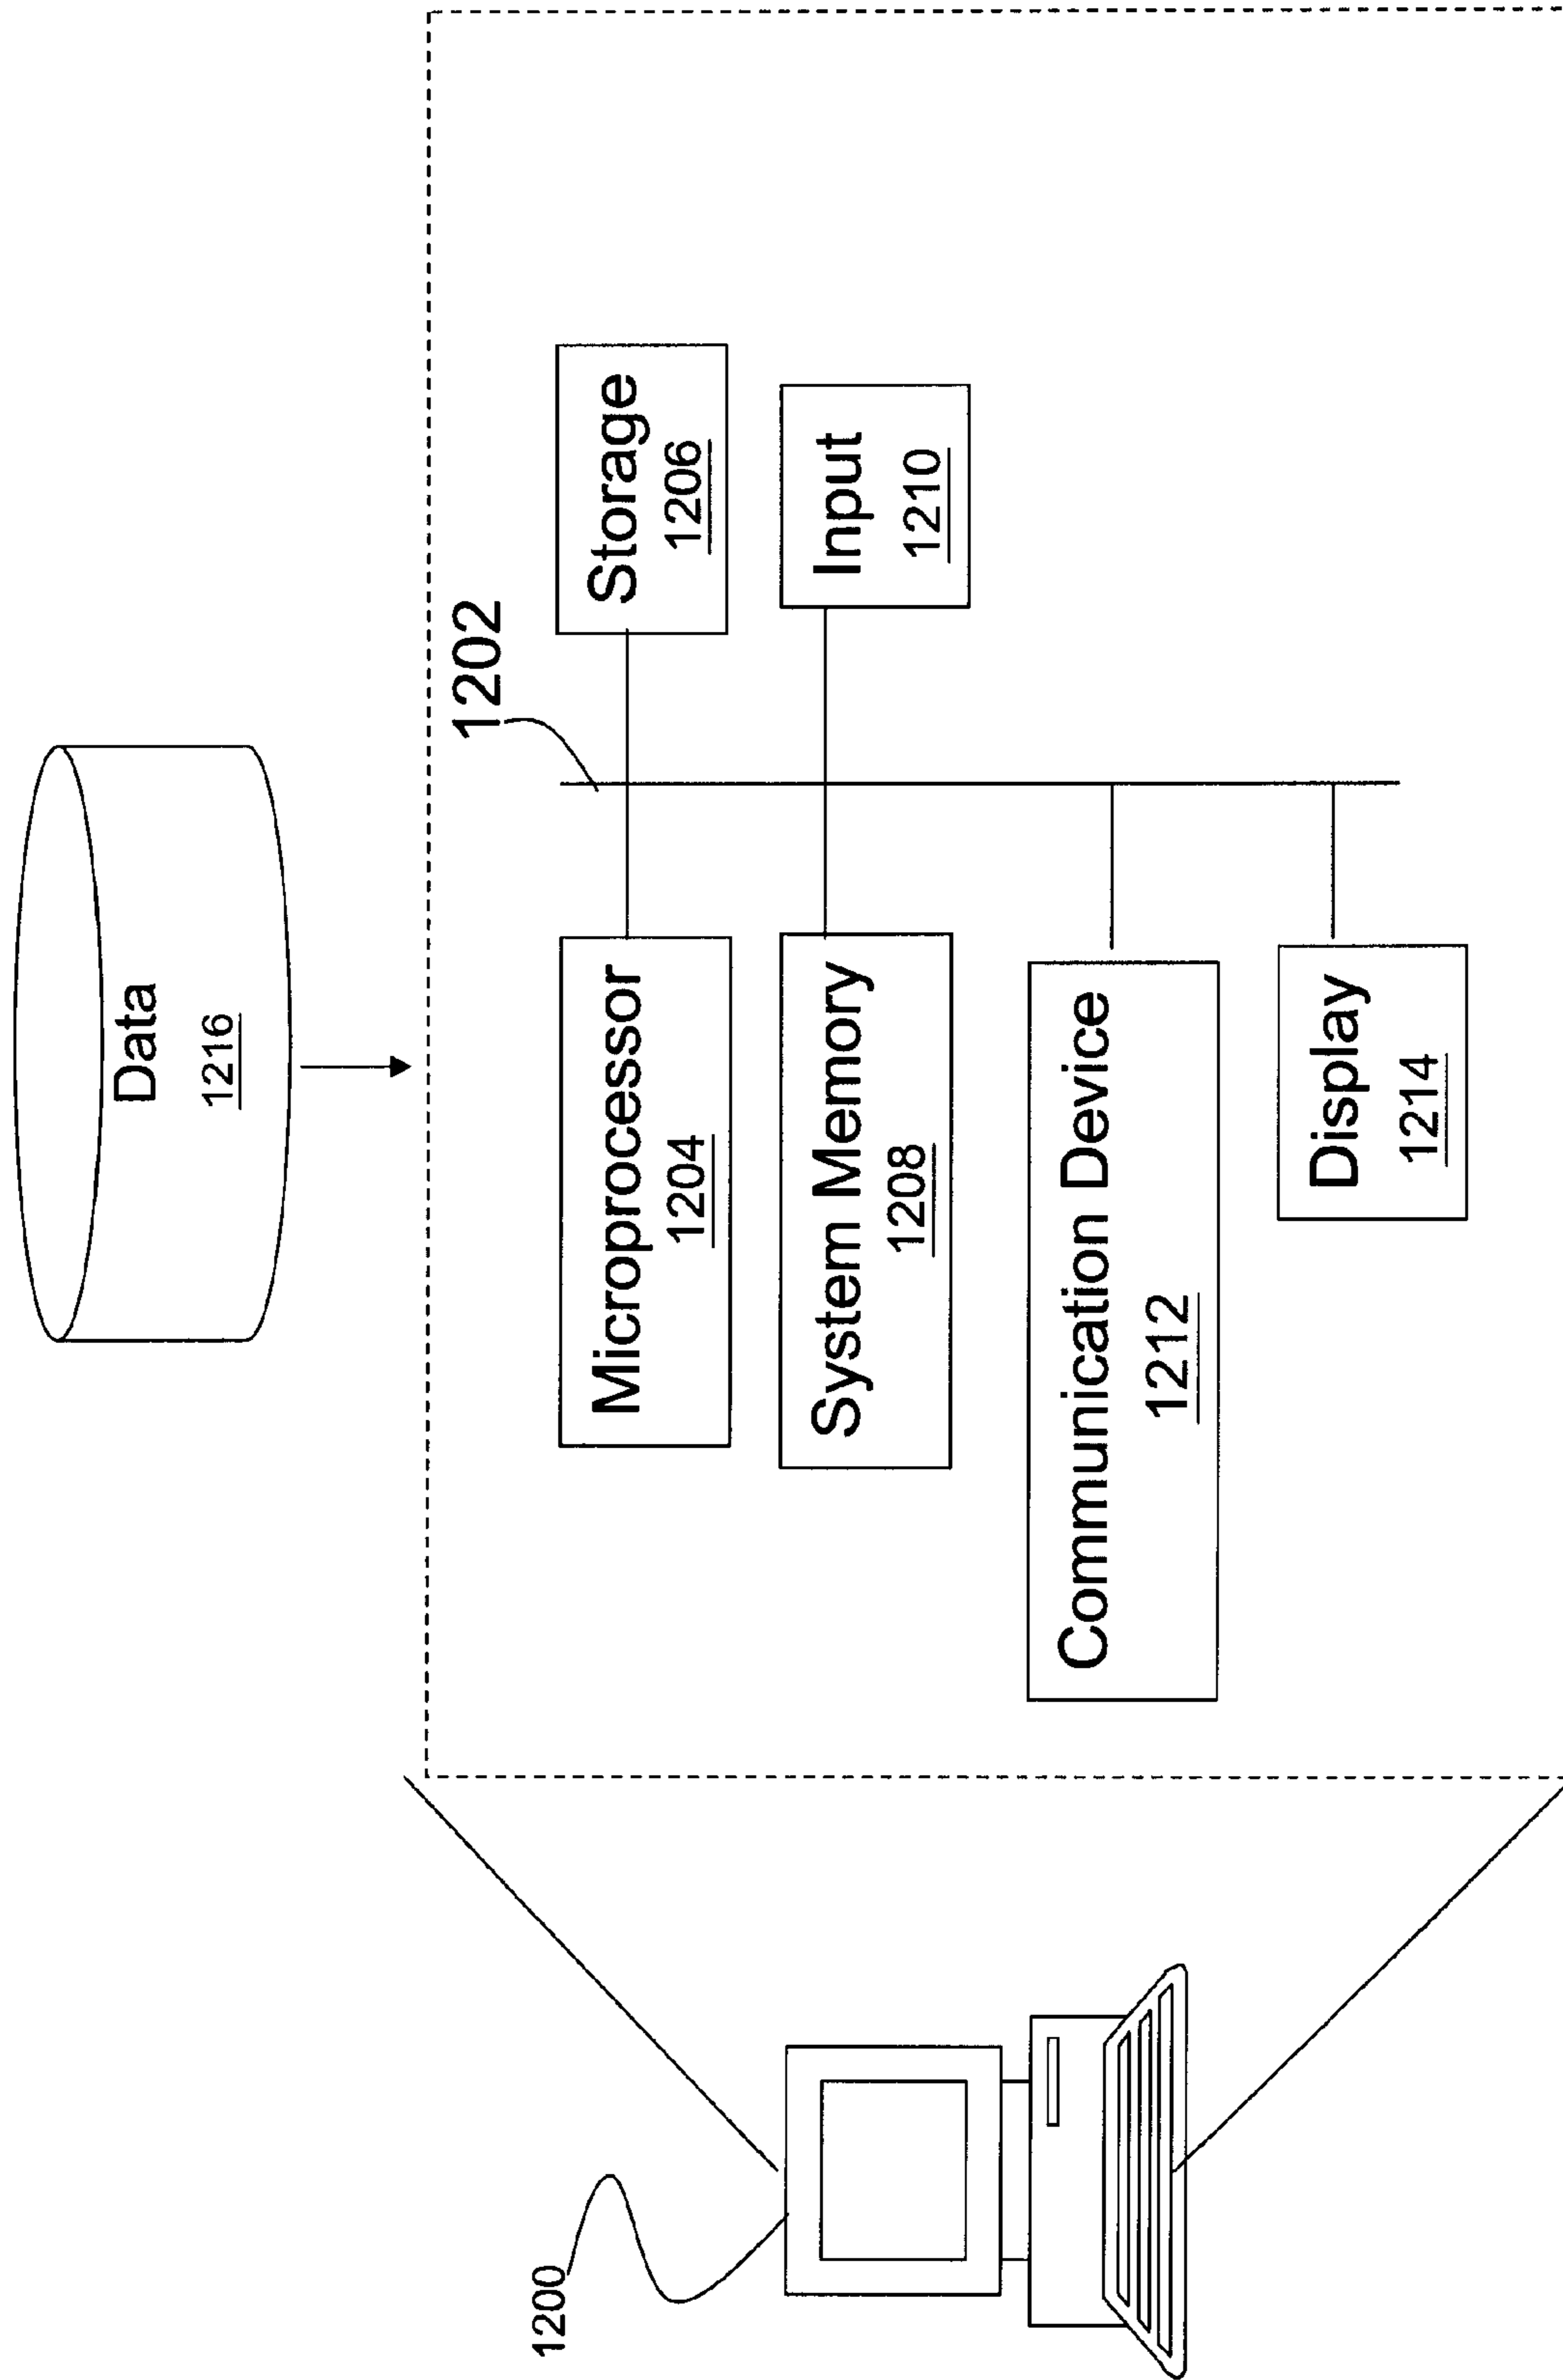 Data
1216
1202
Microprocessor
1204
Storage
1206
System Memory
1208
Input
1210
Communication Device
1212
Display
1214
1200